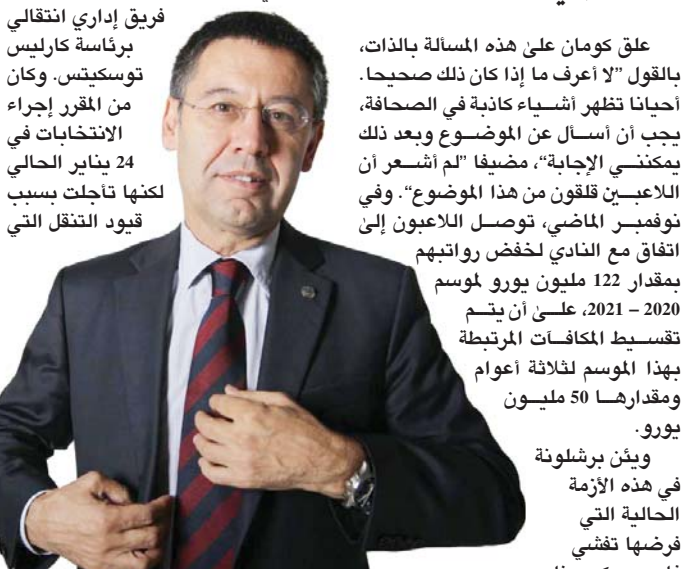 علق كومان على هذه المسألة بالذات،
بالقول ”لا أعرف ما إذا كان ذلك صحيحا.
أحيانا تظهر أشياء كاذبة في الصحافة،
يجب أن أسأل عن الموضوع وبعد ذلك
يمكنني الإجابة“، مضيفا ”لم أشعر أن
اللاعبين قلقون من هذا الموضوع“. وفي
نوفمبر الماضي، توصل اللاعبون إلى
اتفاق مع النادي لخفض رواتبهم
بمقدار 122 مليون يورو لموسم
2020 – 2021، على أن يتم
تقسيط المكافآت المرتبطة
بهذا الموسم لثلاثة أعوام
ومقدارها 50 مليون
يورو.
ويئن برشلونة
في هذه الأزمة
الحالية التي
فرضها تفشي
فريق إداري انتقالي
برئاسة كارليس
توسكيتس. وكان
من المقرر إجراء
الانتخابات في
24 يناير الحالي
لكنها تأجلت بسبب
قيود التنقل التي